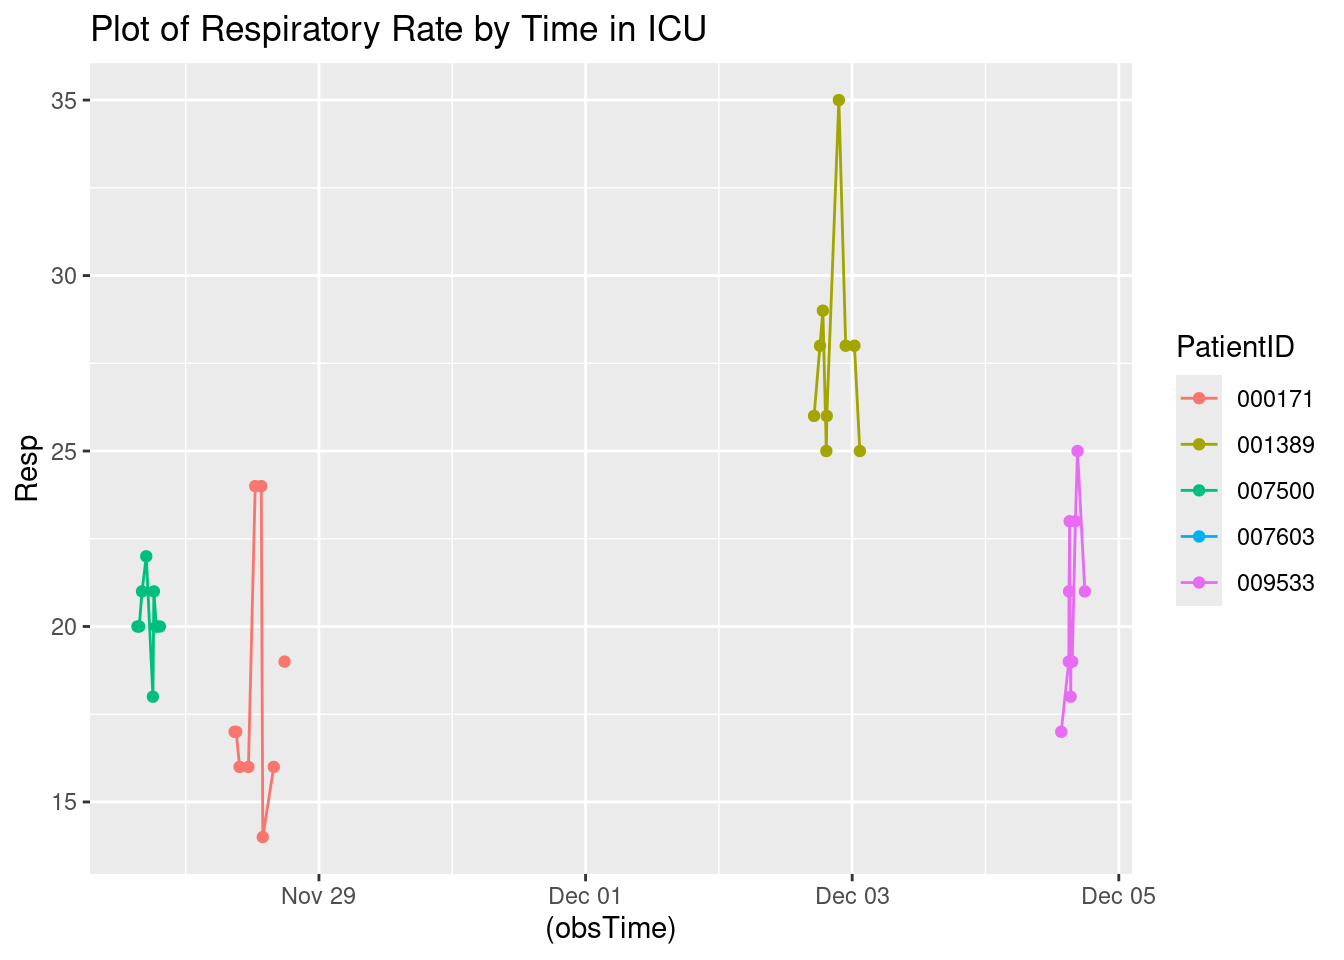 Plot of Respiratory Rate by Time in ICU
35
30
25
20
15
Resp
Nov 29
Dec 01
Dec 03
Dec 05
(obsTime)
PatientID
000171
001389
007500
007603
009533